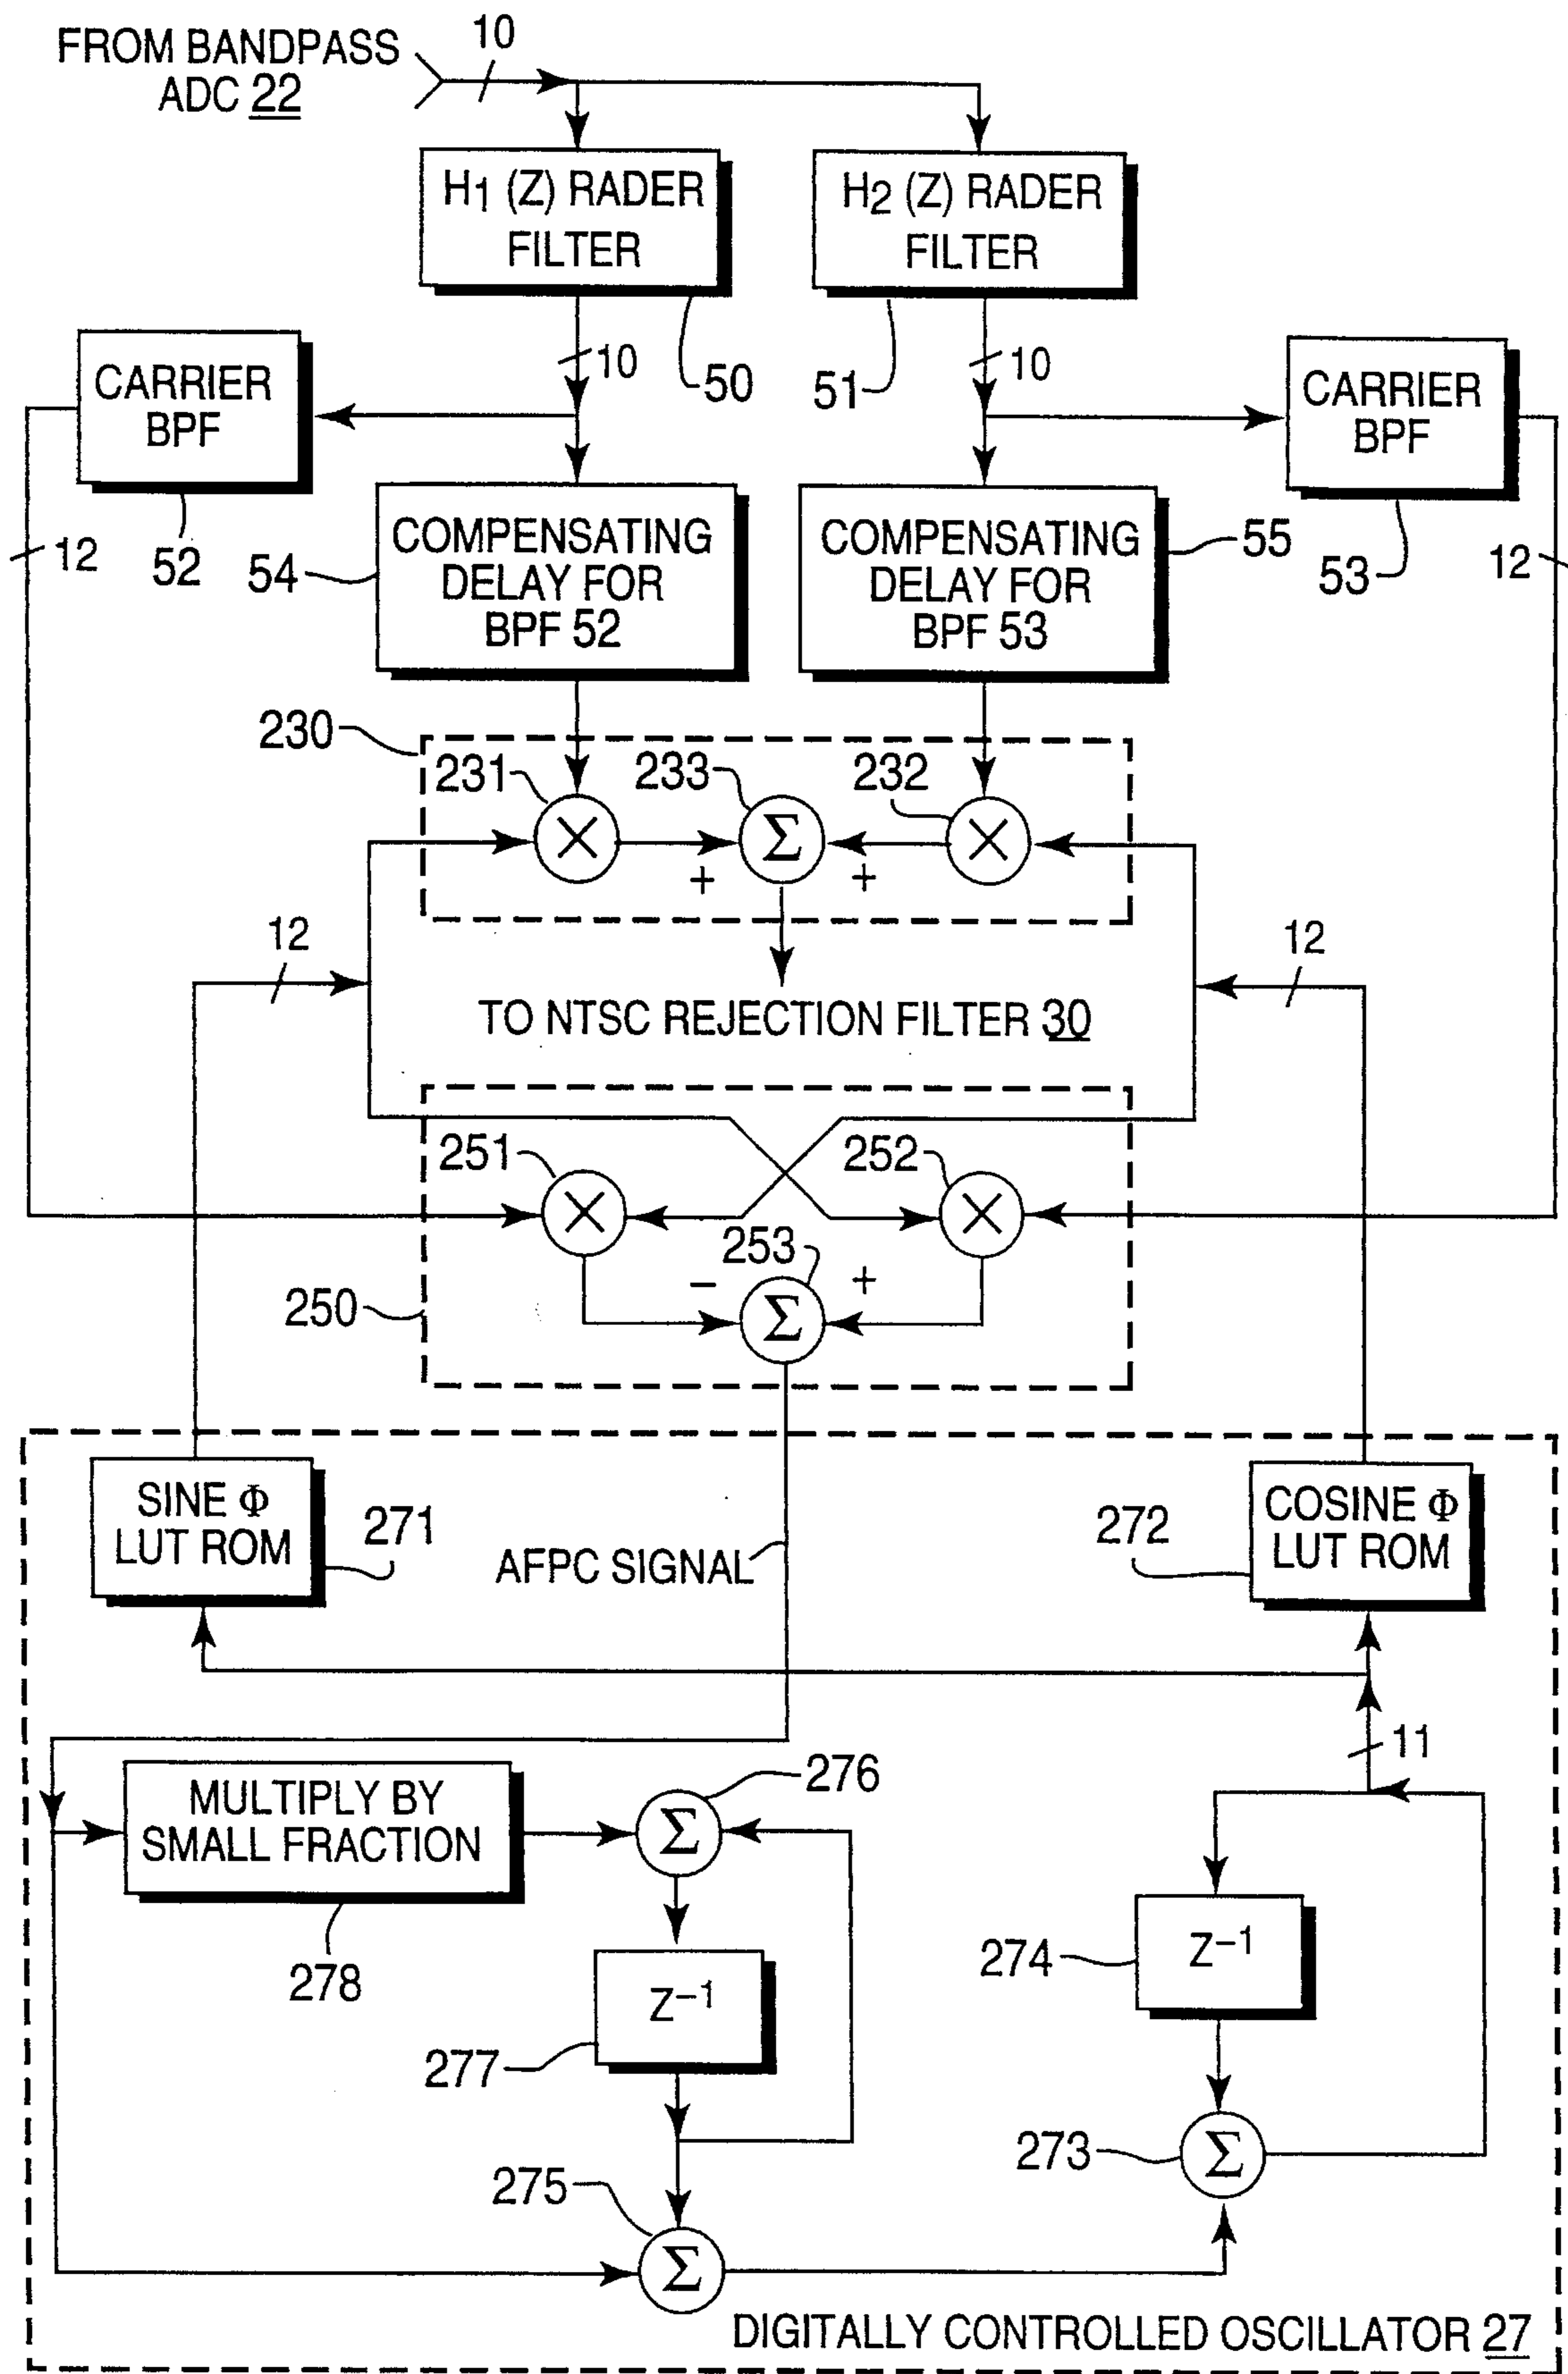 FROM BANDPASS
ADC 22
10
H1 (Z) RADER
FILTER
H2 (Z) RADER
FILTER
10
50
51
10
CARRIER
BPF
CARRIER
BPF
12
52
54
COMPENSATING
DELAY FOR
BPF 52
COMPENSATING
DELAY FOR
BPF 53
55
53
12
230
231
233
232
×
Σ
×
+
+
12
12
TO NTSC REJECTION FILTER 30
251
252
×
×
253
−
+
Σ
250
SINE Φ
LUT ROM
271
AFPC SIGNAL
272
COSINE Φ
LUT ROM
11
MULTIPLY BY
SMALL FRACTION
276
Σ
278
Z−1
277
274
Z−1
273
Σ
275
Σ
DIGITALLY CONTROLLED OSCILLATOR 27